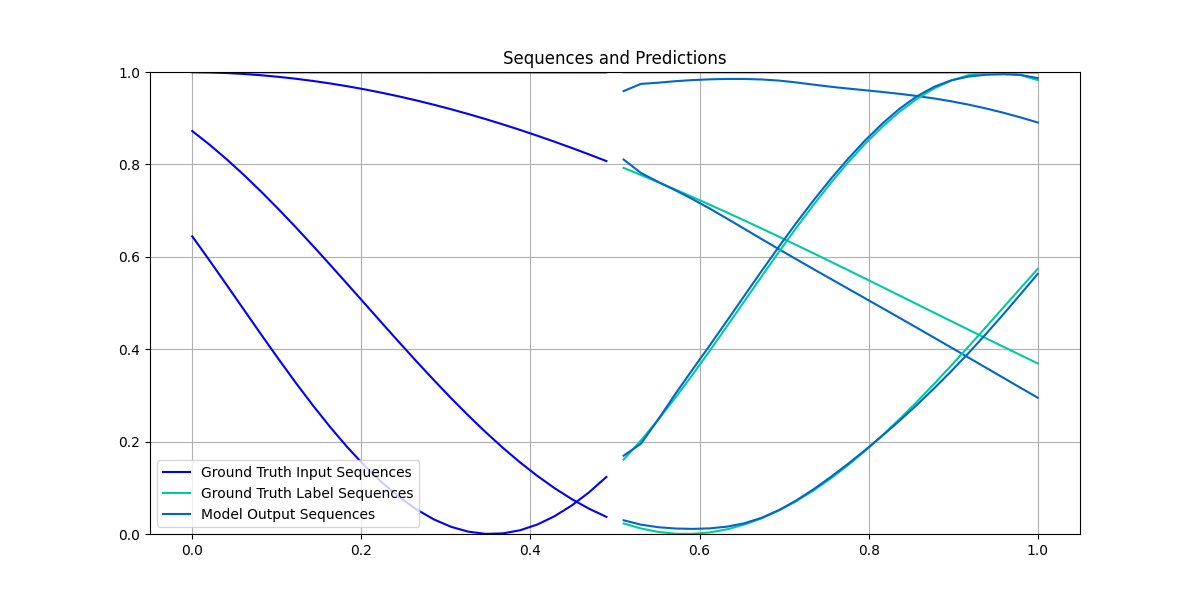 Sequences and Predictions
1.0
0.8
0.6
0.4
0.2
0.0
Ground Truth Input Sequences
Ground Truth Label Sequences
Model Output Sequences
0.0 0.2 0.4 0.6 0.8 1.0